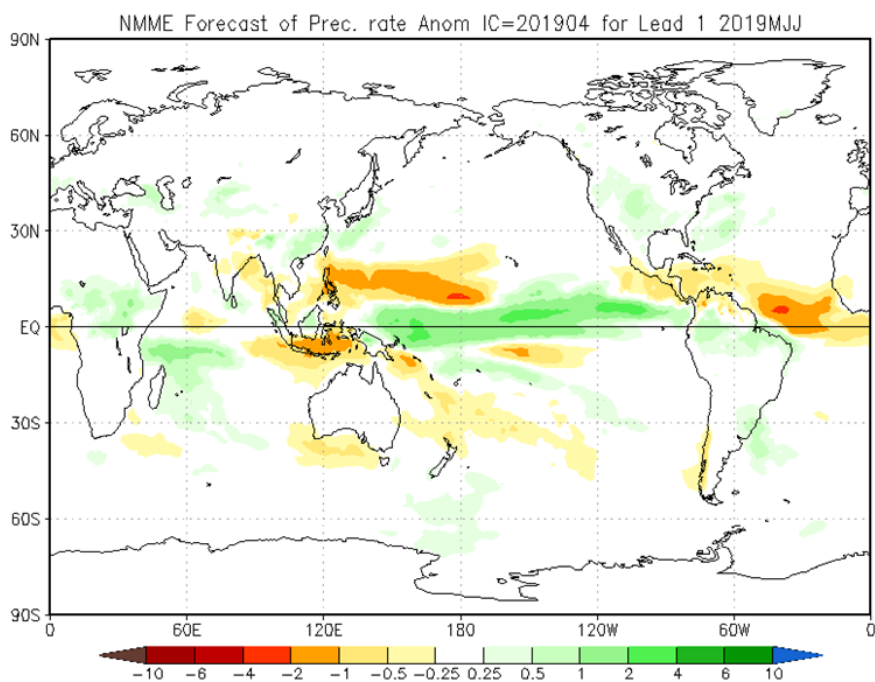 NMME Forecast of Prec. rate Anom IC=201904 for Lead 1 2019MJJ
90N
60N
30N
EQ
30S
60S
90S
0 60E 120E 180 120W 60W 0
-10 -6 -4 -2 -1 -0.5 -0.25 0.25 0.5 1 2 4 6 10